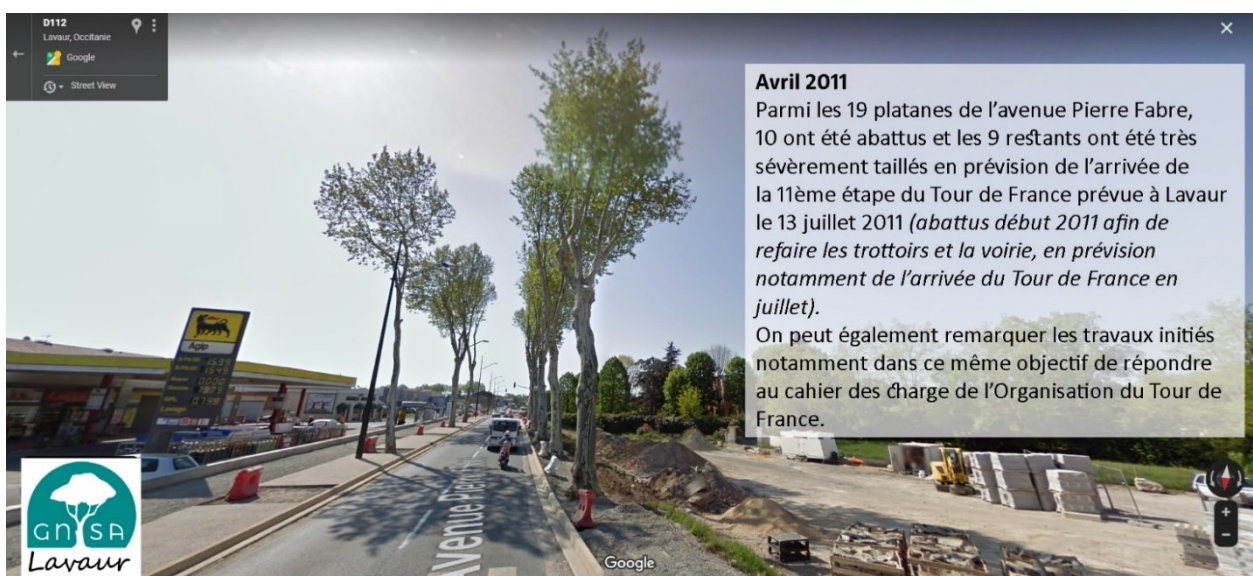 D112
Lavaur, Occitanie
Google
Street View
Avril 2011
Parmi les 19 platanes de l’avenue Pierre Fabre,
10 ont été abattus et les 9 restants ont été très
sévèrement taillés en prévision de l’arrivée de
la 11ème étape du Tour de France prévue à Lavaur
le 13 juillet 2011 (abattus début 2011 afin de
refaire les trottoirs et la voirie, en prévision
notamment de l’arrivée du Tour de France en
juillet).
On peut également remarquer les travaux initiés
notamment dans ce même objectif de répondre
au cahier des charge de l’Organisation du Tour de
France.
Agip
Avenue
GNSA
Lavaur
Google